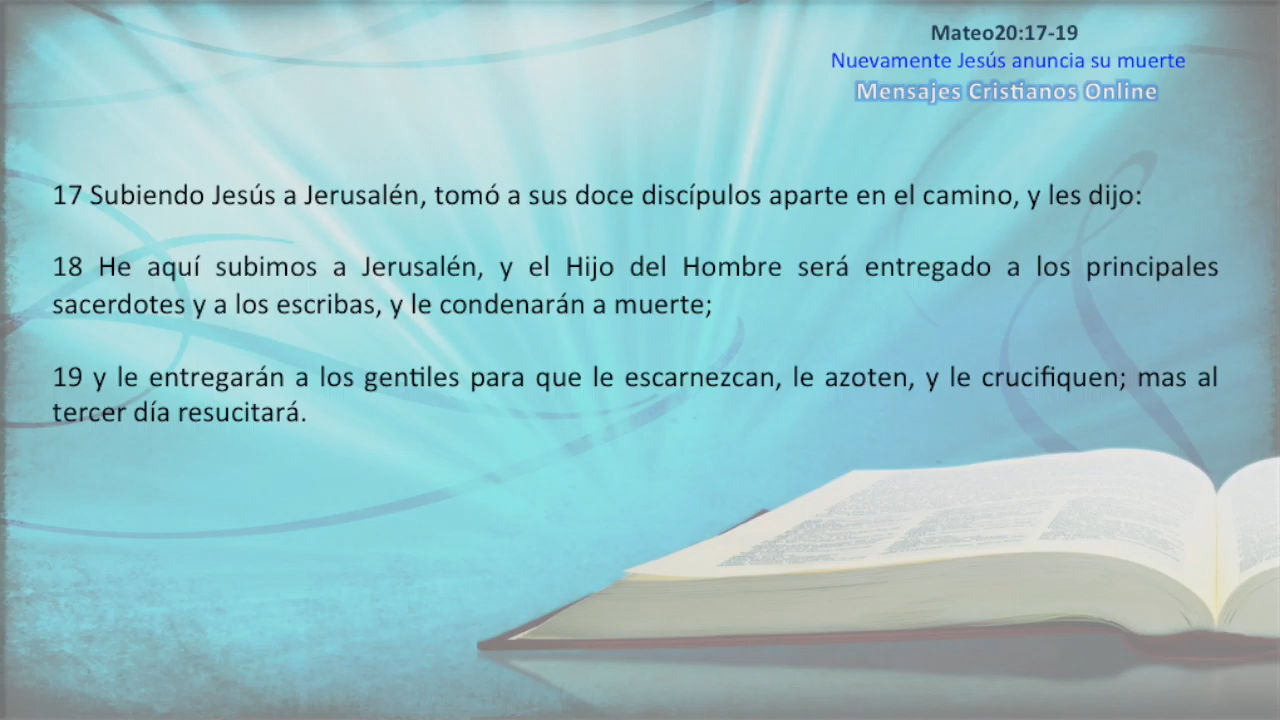 Mateo20:17-19
Nuevamente Jesús anuncia su muerte
Mensajes Cristianos Online
17 Subiendo Jesús a Jerusalén, tomó a sus doce discípulos aparte en el camino, y les dijo:
18 He aquí subimos a Jerusalén, y el Hijo del Hombre será entregado a los principales
sacerdotes y a los escribas, y le condenarán a muerte;
19 y le entregarán a los gentiles para que le escarnezcan, le azoten, y le crucifiquen; mas al
tercer día resucitará.